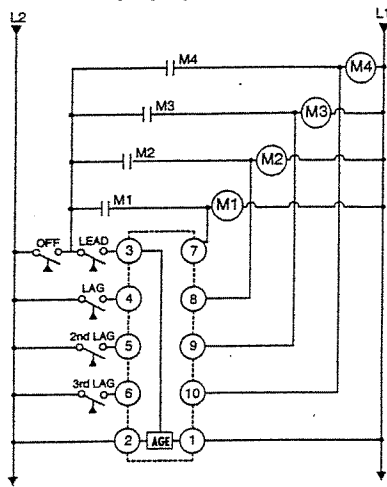 L2 L1
M4 M4
M3 M3
M2 M2
M1 M1
OFF LEAD 3 7
LAG 4 8
2nd LAG 5 9
3rd LAG 6 10
2 AGE 1